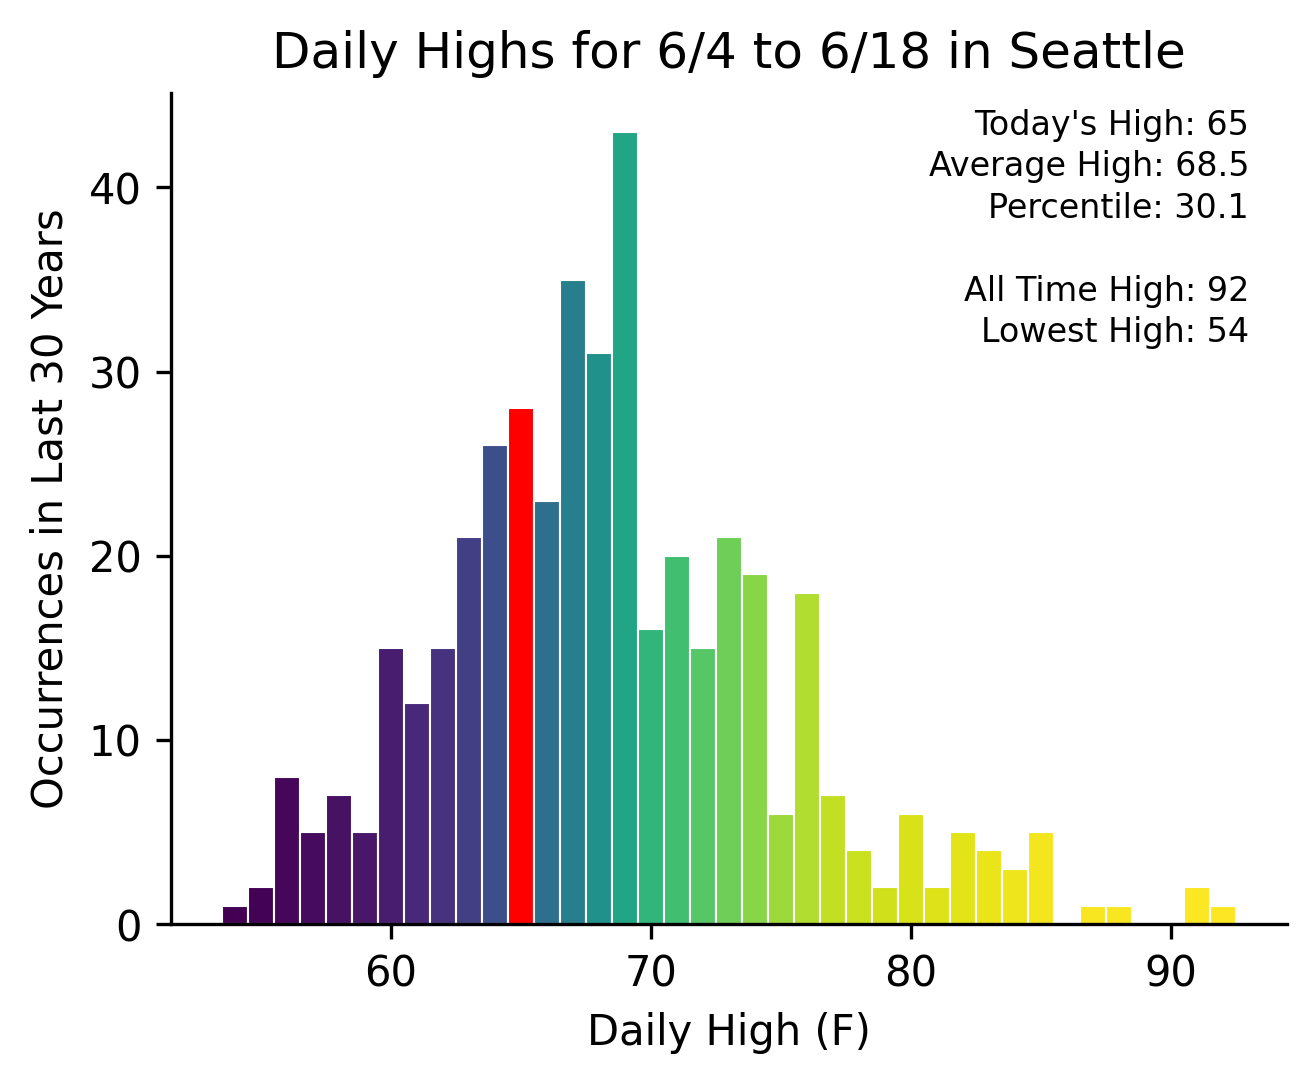 Daily Highs for 6/4 to 6/18 in Seattle
Today's High: 65
Average High: 68.5
Percentile: 30.1
All Time High: 92
Lowest High: 54
Occurrences in Last 30 Years
40
30
20
10
0
60
70
80
90
Daily High (F)